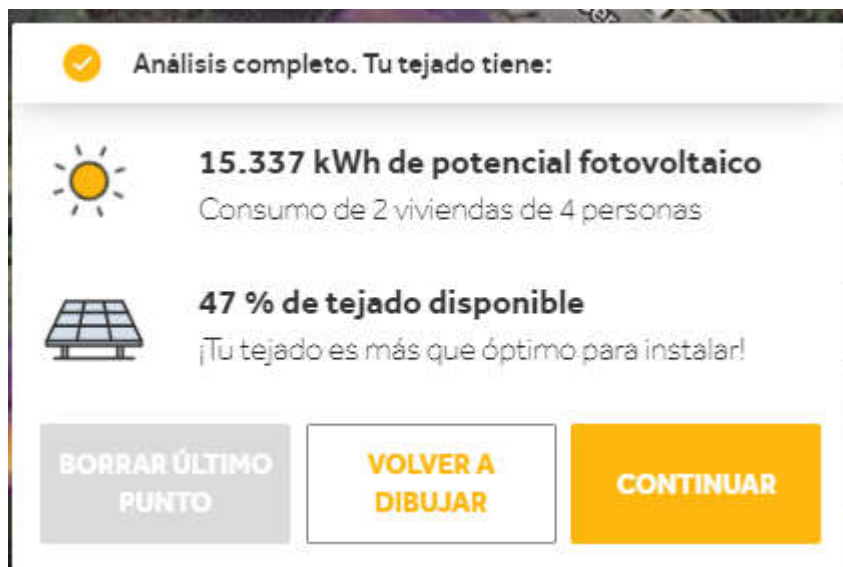 Análisis completo. Tu tejado tiene:
15.337 kWh de potencial fotovoltaico
Consumo de 2 viviendas de 4 personas
47 % de tejado disponible
¡Tu tejado es más que óptimo para instalar!
BORRAR ÚLTIMO
PUNTO
VOLVER A
DIBUJAR
CONTINUAR